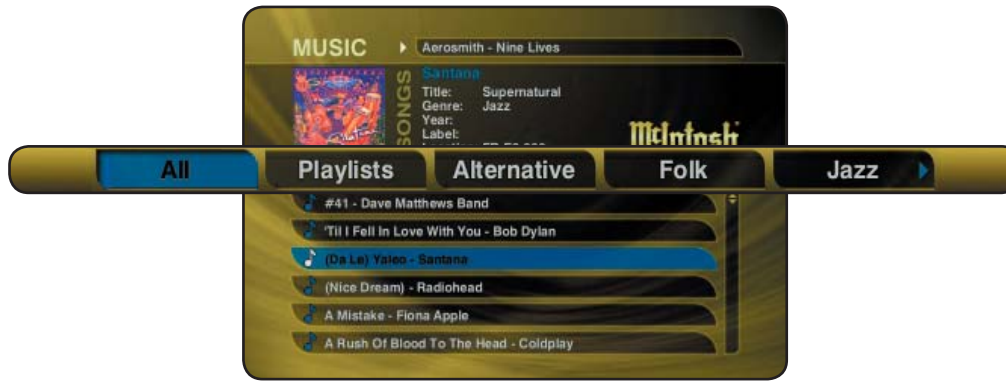 MUSIC
Aerosmith - Nine Lives
SONGS
Santana
Title: Supernatural
Genre: Jazz
Year:
Label:
McIntosh
All Playlists Alternative Folk Jazz
#41 - Dave Matthews Band
'Til I Fell In Love With You - Bob Dylan
(Da Le) Yaleo - Santana
(Nice Dream) - Radiohead
A Mistake - Fiona Apple
A Rush Of Blood To The Head - Coldplay